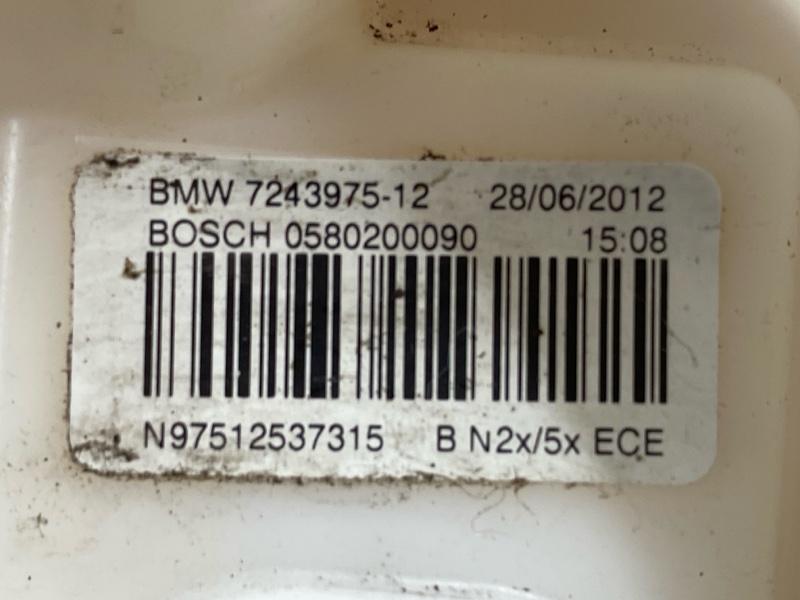 BMW 7243975-12 28/06/2012
BOSCH 0580200090 15:08
N97512537315 B N2x/5x ECE